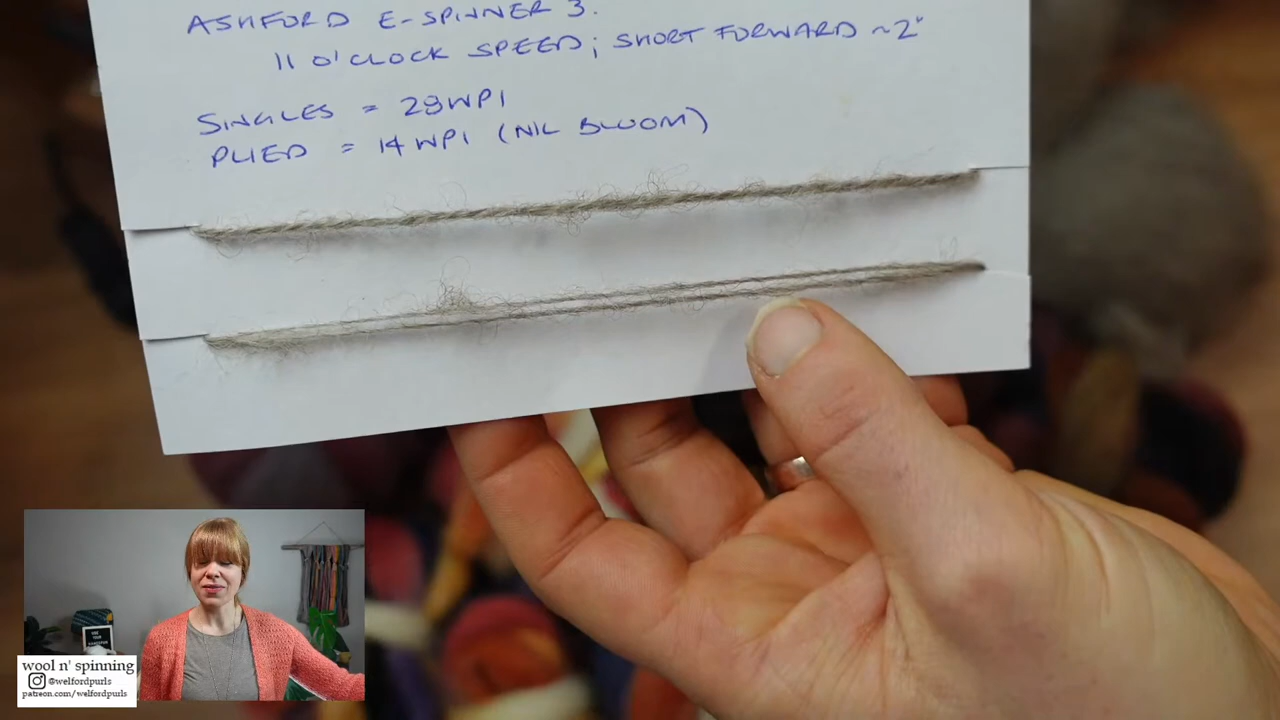 ASHFORD E-SPINNER 3.
11 O'CLOCK SPEED; SHORT FORWARD ~2"
SINGLES = 28WPI
PLIED = 14 WPI (NIL BLOOM)
wool n' spinning
@welfordpurls
patreon.com/welfordpurls